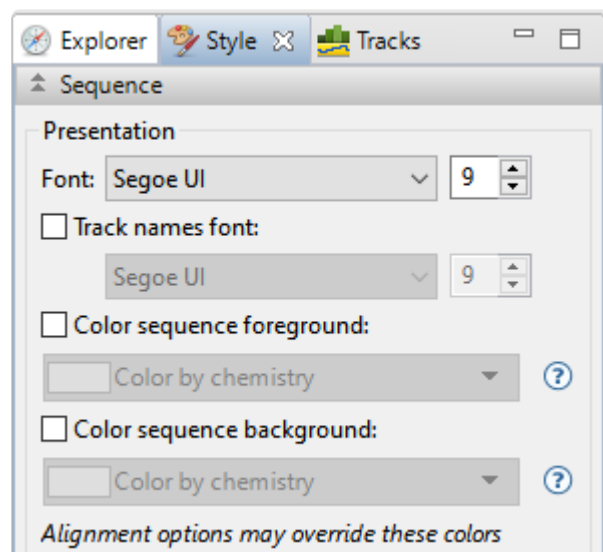 Explorer Style Tracks
Sequence
Presentation
Font: Segoe UI 9
Track names font:
Segoe UI 9
Color sequence foreground:
Color by chemistry ?
Color sequence background:
Color by chemistry ?
Alignment options may override these colors